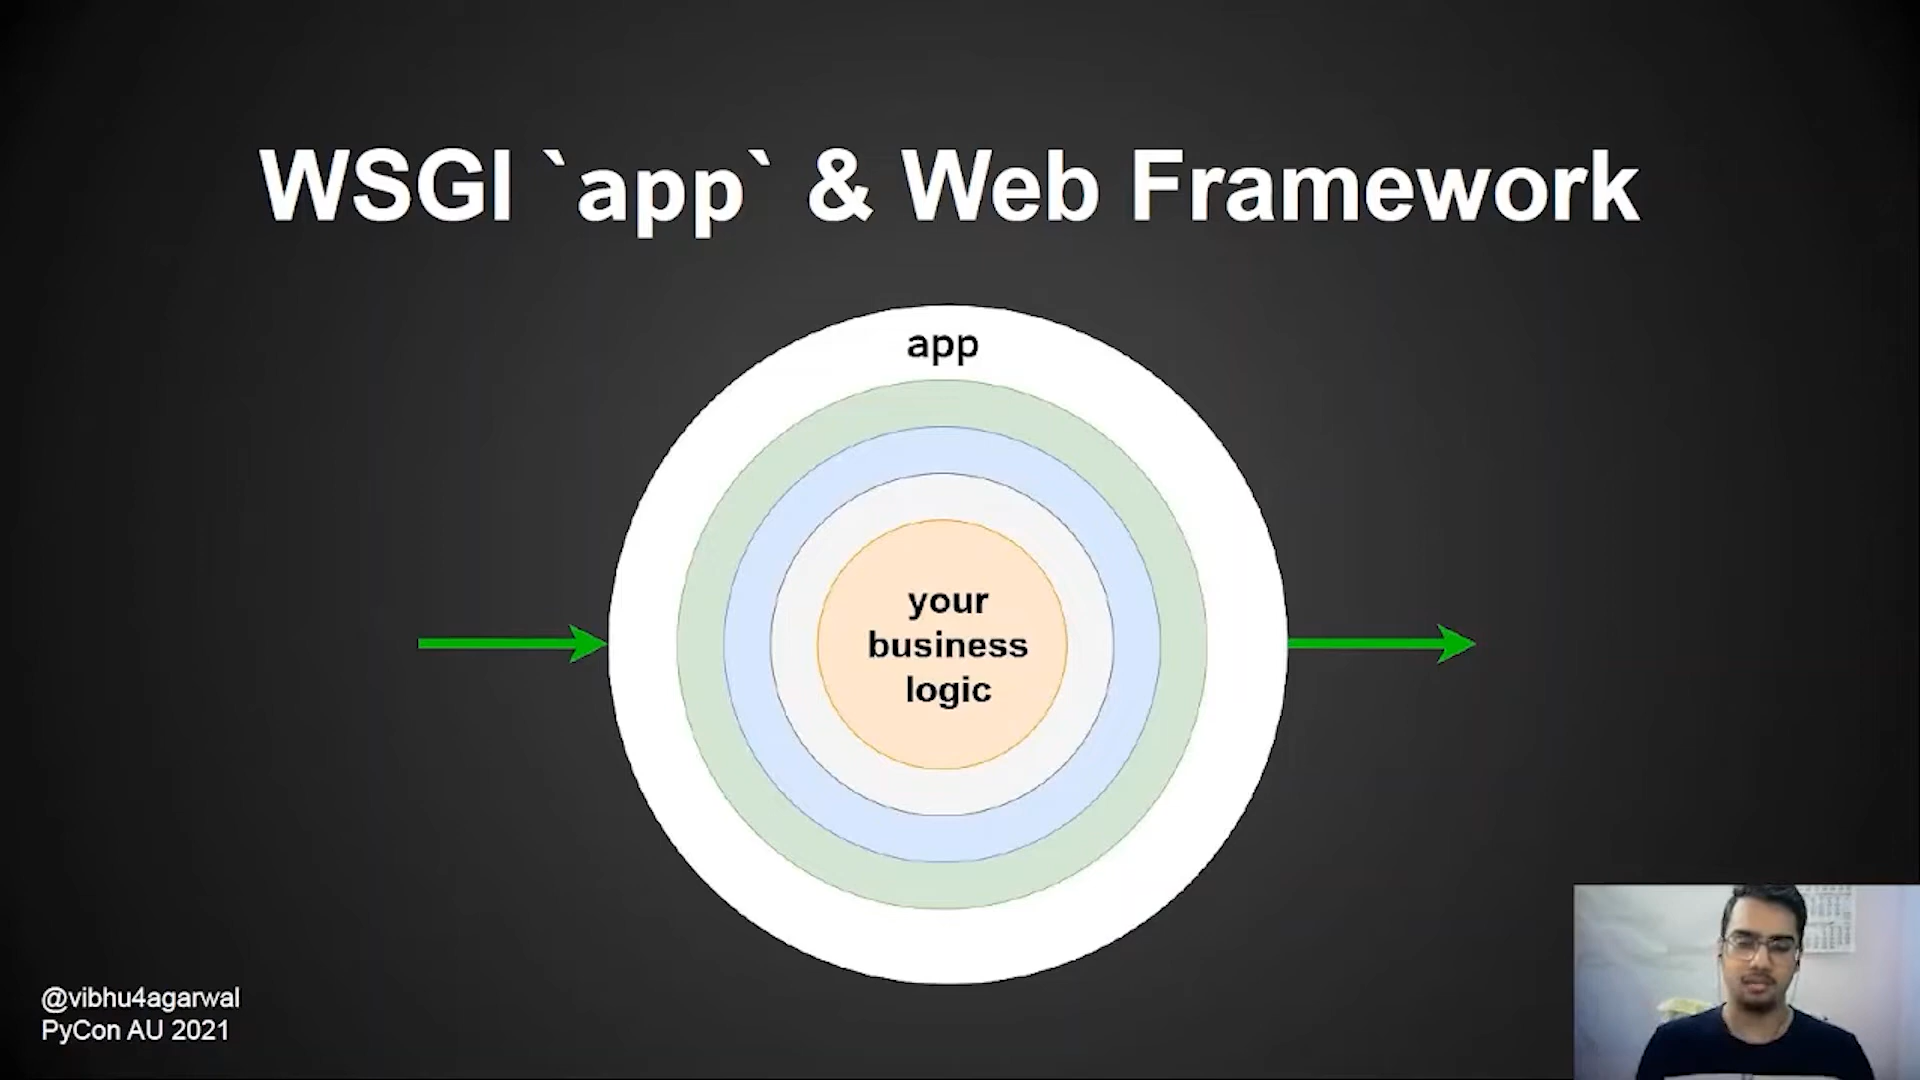 WSGI `app` & Web Framework
app
your
business
logic
@vibhu4agarwal
PyCon AU 2021